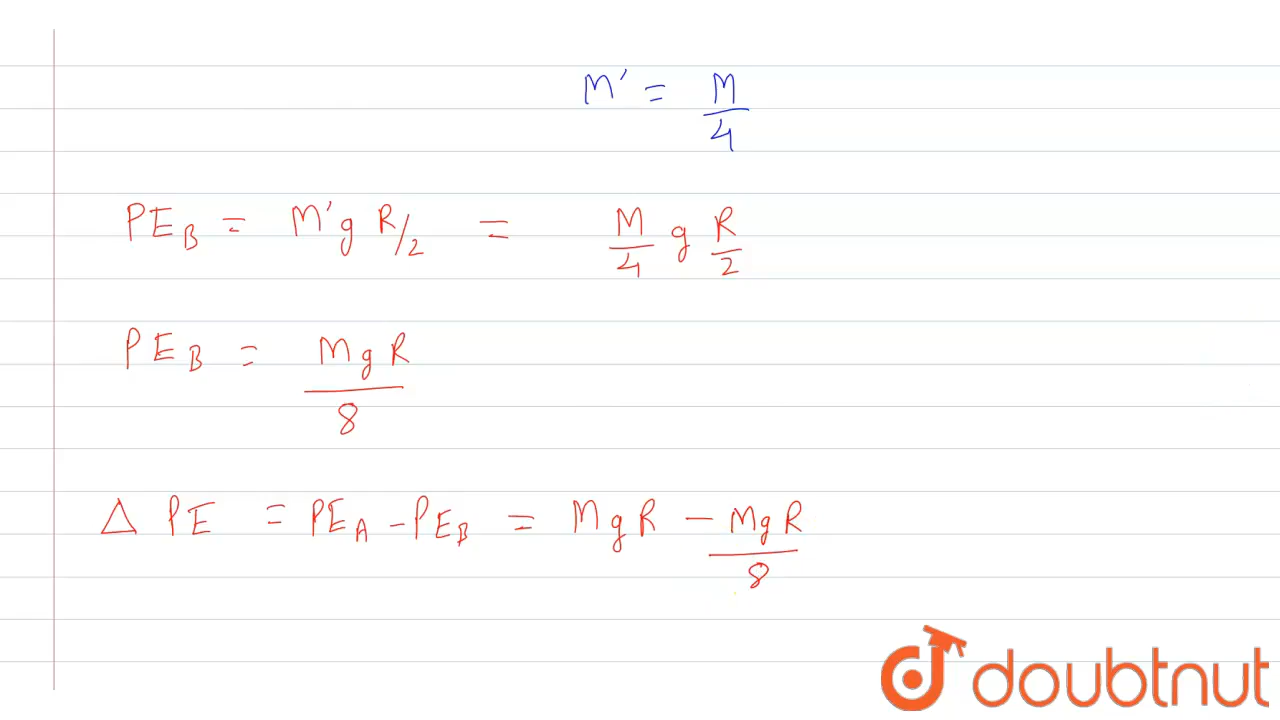 M' = M/4
PE_B = M'g R/2 = M/4 g R/2
PE_B = MgR/8
Δ PE = PE_A - PE_B = MgR - MgR/8
doubtnut